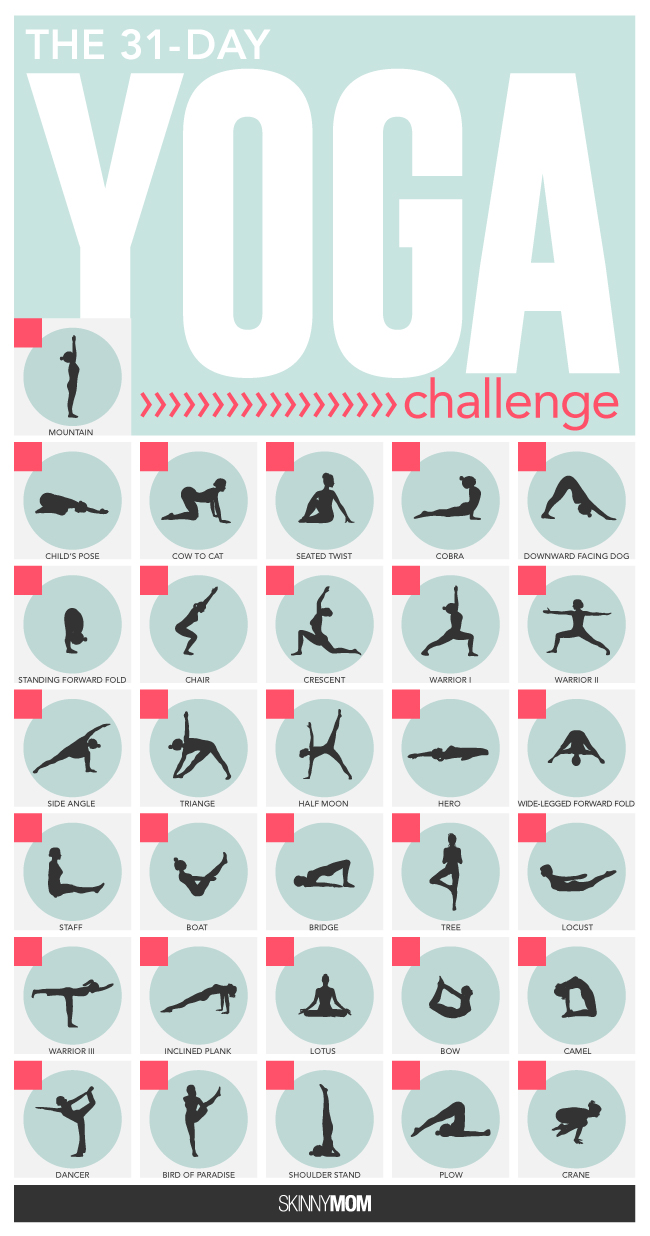 THE 31-DAY
YOGA
challenge
MOUNTAIN
CHILD'S POSE
COW TO CAT
SEATED TWIST
COBRA
DOWNWARD FACING DOG
STANDING FORWARD FOLD
CHAIR
CRESCENT
WARRIOR I
WARRIOR II
SIDE ANGLE
TRIANGE
HALF MOON
HERO
WIDE-LEGGED FORWARD FOLD
STAFF
BOAT
BRIDGE
TREE
LOCUST
WARRIOR III
INCLINED PLANK
LOTUS
BOW
CAMEL
DANCER
BIRD OF PARADISE
SHOULDER STAND
PLOW
CRANE
SKINNYMOM